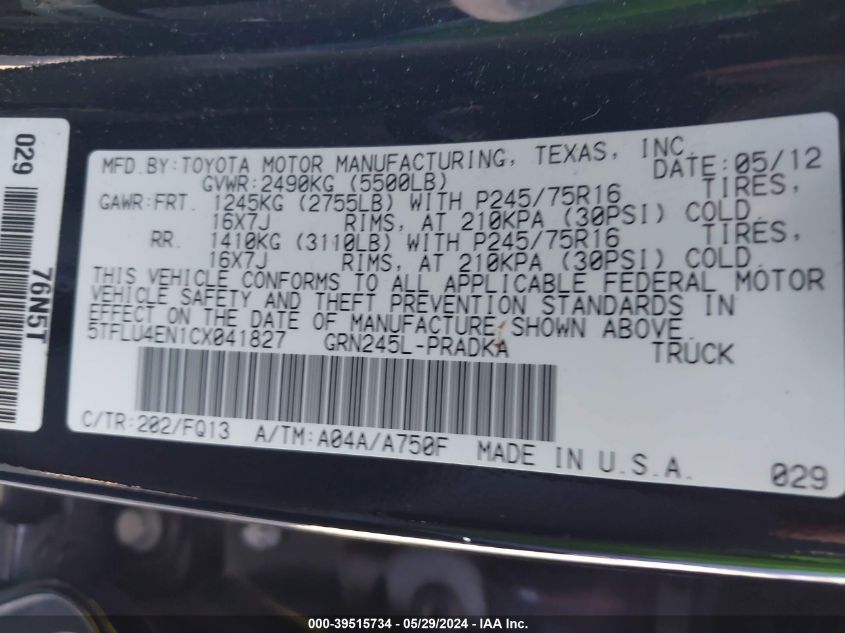 029
76N5T
MFD. BY: TOYOTA MOTOR MANUFACTURING, TEXAS, INC.
DATE: 05/12
GVWR: 2490KG (5500LB)
GAWR: FRT. 1245KG (2755LB) WITH P245/75R16 TIRES,
16X7J RIMS, AT 210KPA (30PSI) COLD.
RR. 1410KG (3110LB) WITH P245/75R16 TIRES,
16X7J RIMS, AT 210KPA (30PSI) COLD.
THIS VEHICLE CONFORMS TO ALL APPLICABLE FEDERAL MOTOR
VEHICLE SAFETY AND THEFT PREVENTION STANDARDS IN
EFFECT ON THE DATE OF MANUFACTURE SHOWN ABOVE.
5TFLU4EN1CX041827 GRN245L-PRADKA TRUCK
C/TR: 202/FQ13 A/TM: A04A/A750F MADE IN U.S.A. 029
000-39515734 - 05/29/2024 - IAA Inc.